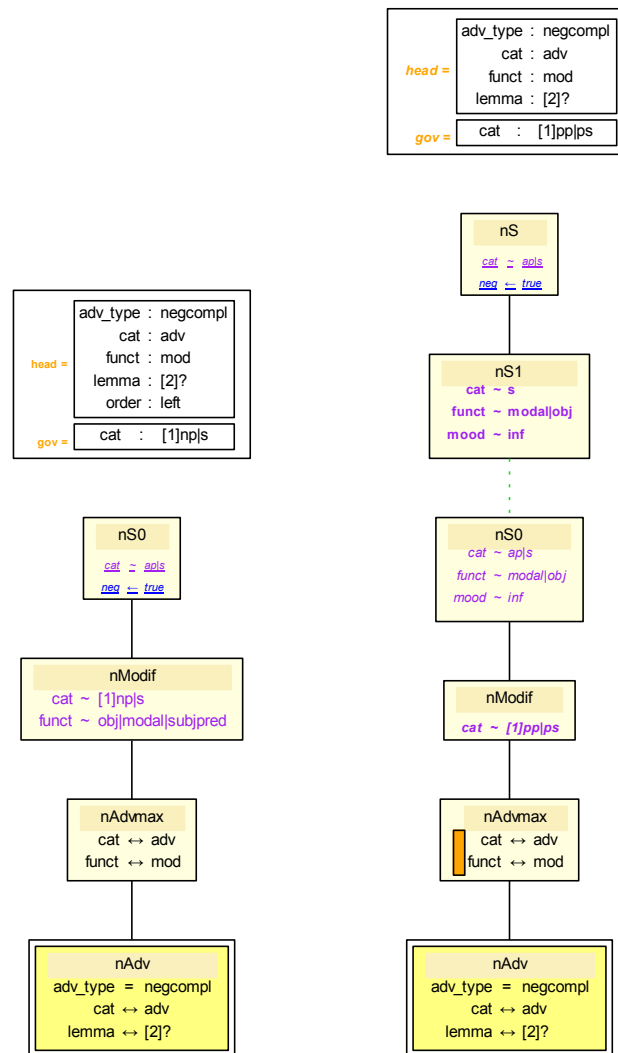 head =
adv_type : negcompl
cat : adv
funct : mod
lemma : [2]?
order : left
gov =
cat : [1]np|s
nS0
cat ~ ap|s
neg ← true
nModif
cat ~ [1]np|s
funct ~ obj|modal|subjpred
nAdvmax
cat ↔ adv
funct ↔ mod
nAdv
adv_type = negcompl
cat ↔ adv
lemma ↔ [2]?
head =
adv_type : negcompl
cat : adv
funct : mod
lemma : [2]?
gov =
cat : [1]pp|ps
nS
cat ~ ap|s
neg ← true
nS1
cat ~ s
funct ~ modal|obj
mood ~ inf
nS0
cat ~ ap|s
funct ~ modal|obj
mood ~ inf
nModif
cat ~ [1]pp|ps
nAdvmax
cat ↔ adv
funct ↔ mod
nAdv
adv_type = negcompl
cat ↔ adv
lemma ↔ [2]?